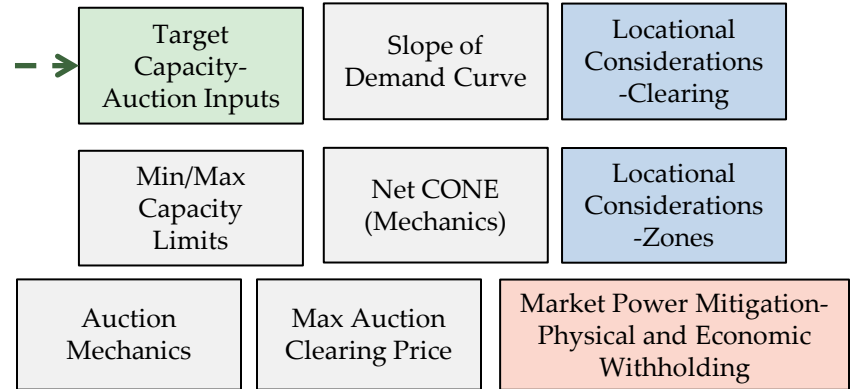 Target
Capacity-
Auction Inputs
Slope of
Demand Curve
Locational
Considerations
-Clearing
Min/Max
Capacity
Limits
Net CONE
(Mechanics)
Locational
Considerations
-Zones
Auction
Mechanics
Max Auction
Clearing Price
Market Power Mitigation-
Physical and Economic
Withholding